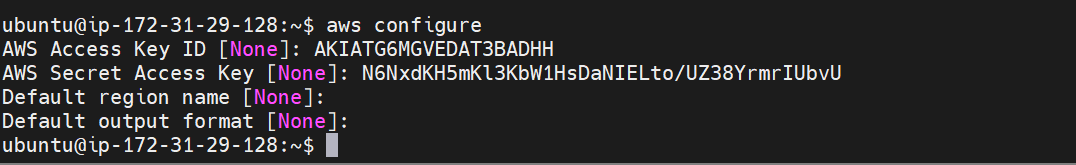 ubuntu@ip-172-31-29-128:~$ aws configure
AWS Access Key ID [None]: AKIATG6MGVEDAT3BADHH
AWS Secret Access Key [None]: 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
Default region name [None]:
Default output format [None]:
ubuntu@ip-172-31-29-128:~$